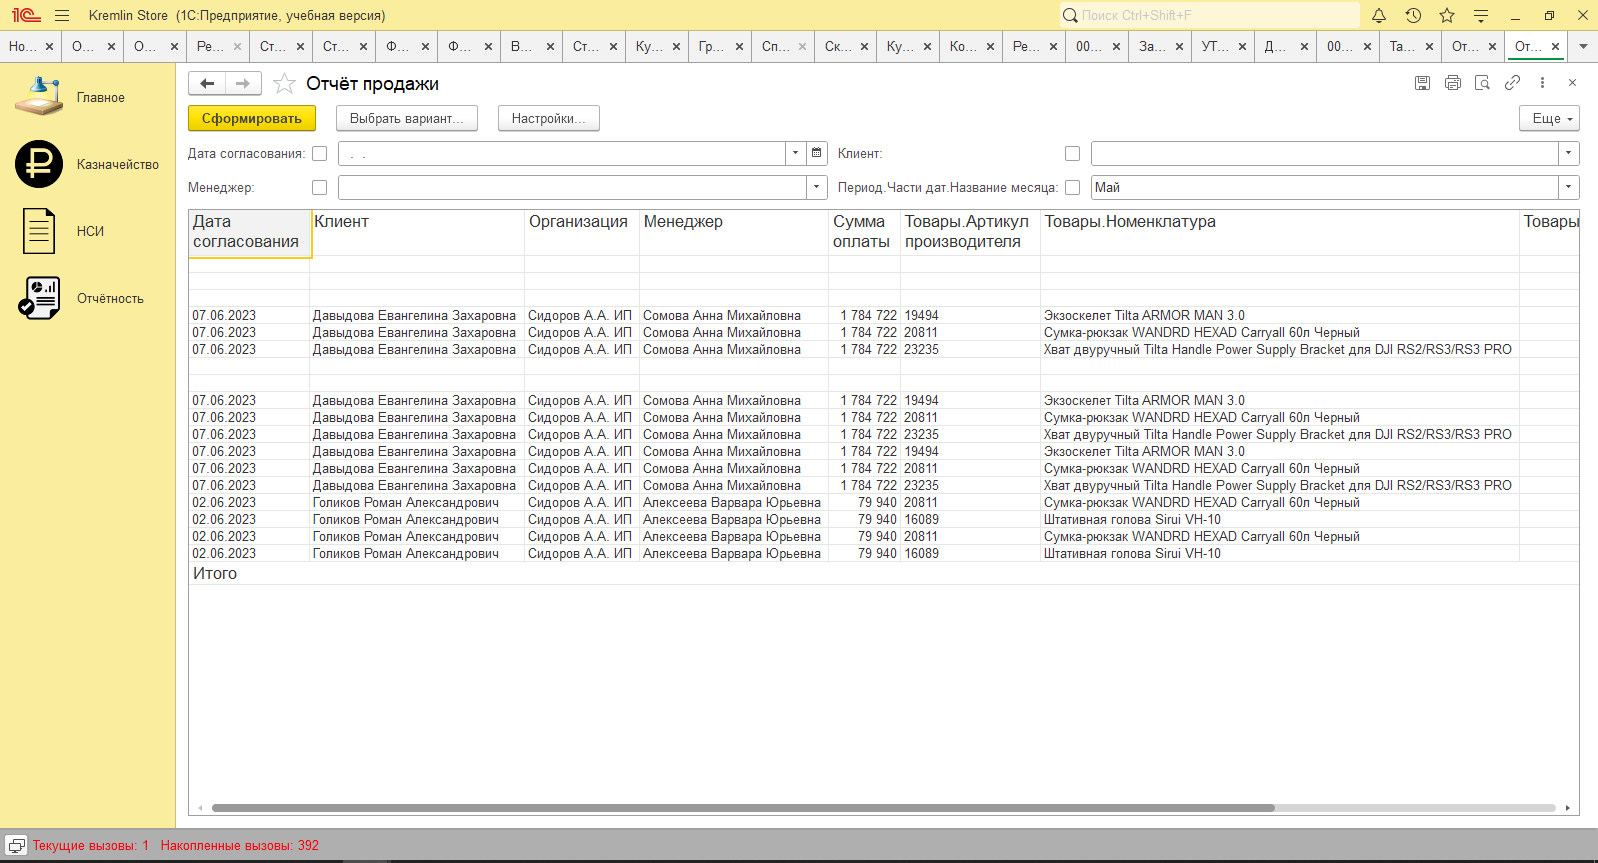 1С Kremlin Store (1С:Предприятие, учебная версия) Поиск Ctrl+Shift+F
Но... × О... × О... × Ре... × Ст... × Ст... × Ф... × Ф... × В... × Ст... × Ку... × Гр... × Сп... × Ск... × Ку... × Ко... × Ре... × 00... × За... × УТ... × Д... × 00... × Та... × От... × От... ×
Главное
Казначейство
НСИ
Отчётность
Отчёт продажи
Сформировать Выбрать вариант... Настройки... Еще
Дата согласования: . . Клиент:
Менеджер: Период.Части дат.Название месяца: Май
Дата согласования Клиент Организация Менеджер Сумма оплаты Товары.Артикул производителя Товары.Номенклатура Товары
07.06.2023 Давыдова Евангелина Захаровна Сидоров А.А. ИП Сомова Анна Михайловна 1 784 722 19494 Экзоскелет Tilta ARMOR MAN 3.0
07.06.2023 Давыдова Евангелина Захаровна Сидоров А.А. ИП Сомова Анна Михайловна 1 784 722 20811 Сумка-рюкзак WANDRD HEXAD Carryall 60л Черный
07.06.2023 Давыдова Евангелина Захаровна Сидоров А.А. ИП Сомова Анна Михайловна 1 784 722 23235 Хват двуручный Tilta Handle Power Supply Bracket для DJI RS2/RS3/RS3 PRO
07.06.2023 Давыдова Евангелина Захаровна Сидоров А.А. ИП Сомова Анна Михайловна 1 784 722 19494 Экзоскелет Tilta ARMOR MAN 3.0
07.06.2023 Давыдова Евангелина Захаровна Сидоров А.А. ИП Сомова Анна Михайловна 1 784 722 20811 Сумка-рюкзак WANDRD HEXAD Carryall 60л Черный
07.06.2023 Давыдова Евангелина Захаровна Сидоров А.А. ИП Сомова Анна Михайловна 1 784 722 23235 Хват двуручный Tilta Handle Power Supply Bracket для DJI RS2/RS3/RS3 PRO
07.06.2023 Давыдова Евангелина Захаровна Сидоров А.А. ИП Сомова Анна Михайловна 1 784 722 19494 Экзоскелет Tilta ARMOR MAN 3.0
07.06.2023 Давыдова Евангелина Захаровна Сидоров А.А. ИП Сомова Анна Михайловна 1 784 722 20811 Сумка-рюкзак WANDRD HEXAD Carryall 60л Черный
07.06.2023 Давыдова Евангелина Захаровна Сидоров А.А. ИП Сомова Анна Михайловна 1 784 722 23235 Хват двуручный Tilta Handle Power Supply Bracket для DJI RS2/RS3/RS3 PRO
02.06.2023 Голиков Роман Александрович Сидоров А.А. ИП Алексеева Варвара Юрьевна 79 940 20811 Сумка-рюкзак WANDRD HEXAD Carryall 60л Черный
02.06.2023 Голиков Роман Александрович Сидоров А.А. ИП Алексеева Варвара Юрьевна 79 940 16089 Штативная голова Sirui VH-10
02.06.2023 Голиков Роман Александрович Сидоров А.А. ИП Алексеева Варвара Юрьевна 79 940 20811 Сумка-рюкзак WANDRD HEXAD Carryall 60л Черный
02.06.2023 Голиков Роман Александрович Сидоров А.А. ИП Алексеева Варвара Юрьевна 79 940 16089 Штативная голова Sirui VH-10
Итого
Текущие вызовы: 1 Накопленные вызовы: 392